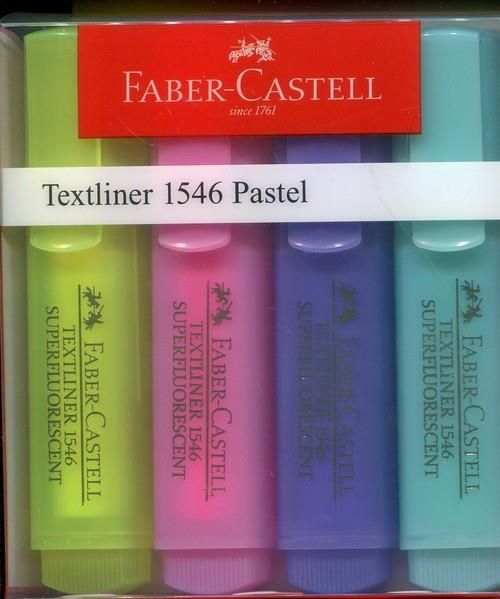 FABER-CASTELL
since 1761
Textliner 1546 Pastel
FABER-CASTELL
TEXTLINER 1546
SUPERFLUORESCENT
FABER-CASTELL
TEXTLINER 1546
SUPERFLUORESCENT
FABER-CASTELL
TEXTLINER 1546
SUPERFLUORESCENT
FABER-CASTELL
TEXTLINER 1546
SUPERFLUORESCENT